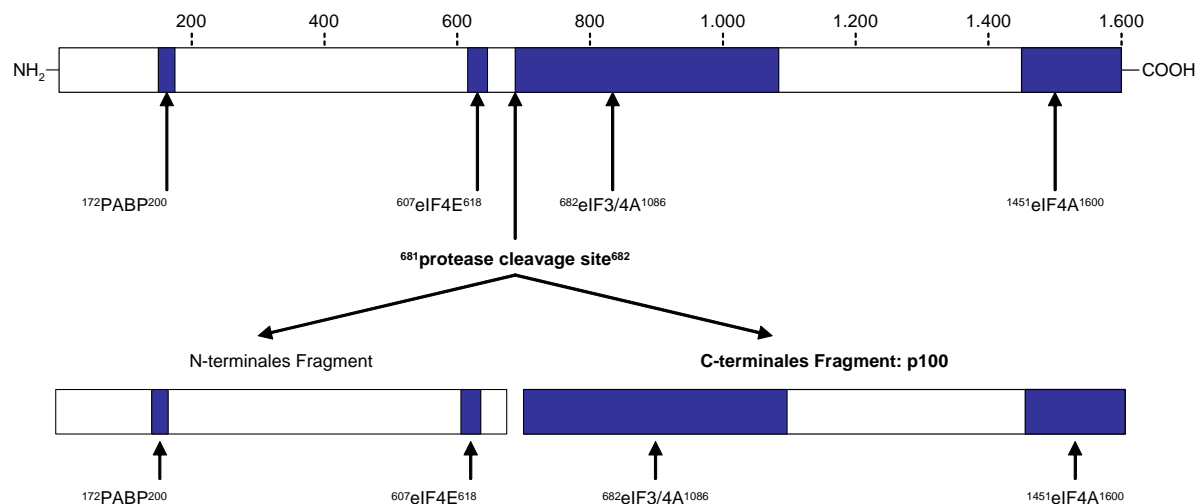 200 400 600 800 1.000 1.200 1.400 1.600
NH₂ COOH
¹⁷²PABP²⁰⁰ ⁶⁰⁷eIF4E⁶¹⁸ ⁶⁸²eIF3/4A¹⁰⁸⁶ ¹⁴⁵¹eIF4A¹⁶⁰⁰
⁶⁸¹protease cleavage site⁶⁸²
N-terminales Fragment C-terminales Fragment: p100
¹⁷²PABP²⁰⁰ ⁶⁰⁷eIF4E⁶¹⁸ ⁶⁸²eIF3/4A¹⁰⁸⁶ ¹⁴⁵¹eIF4A¹⁶⁰⁰